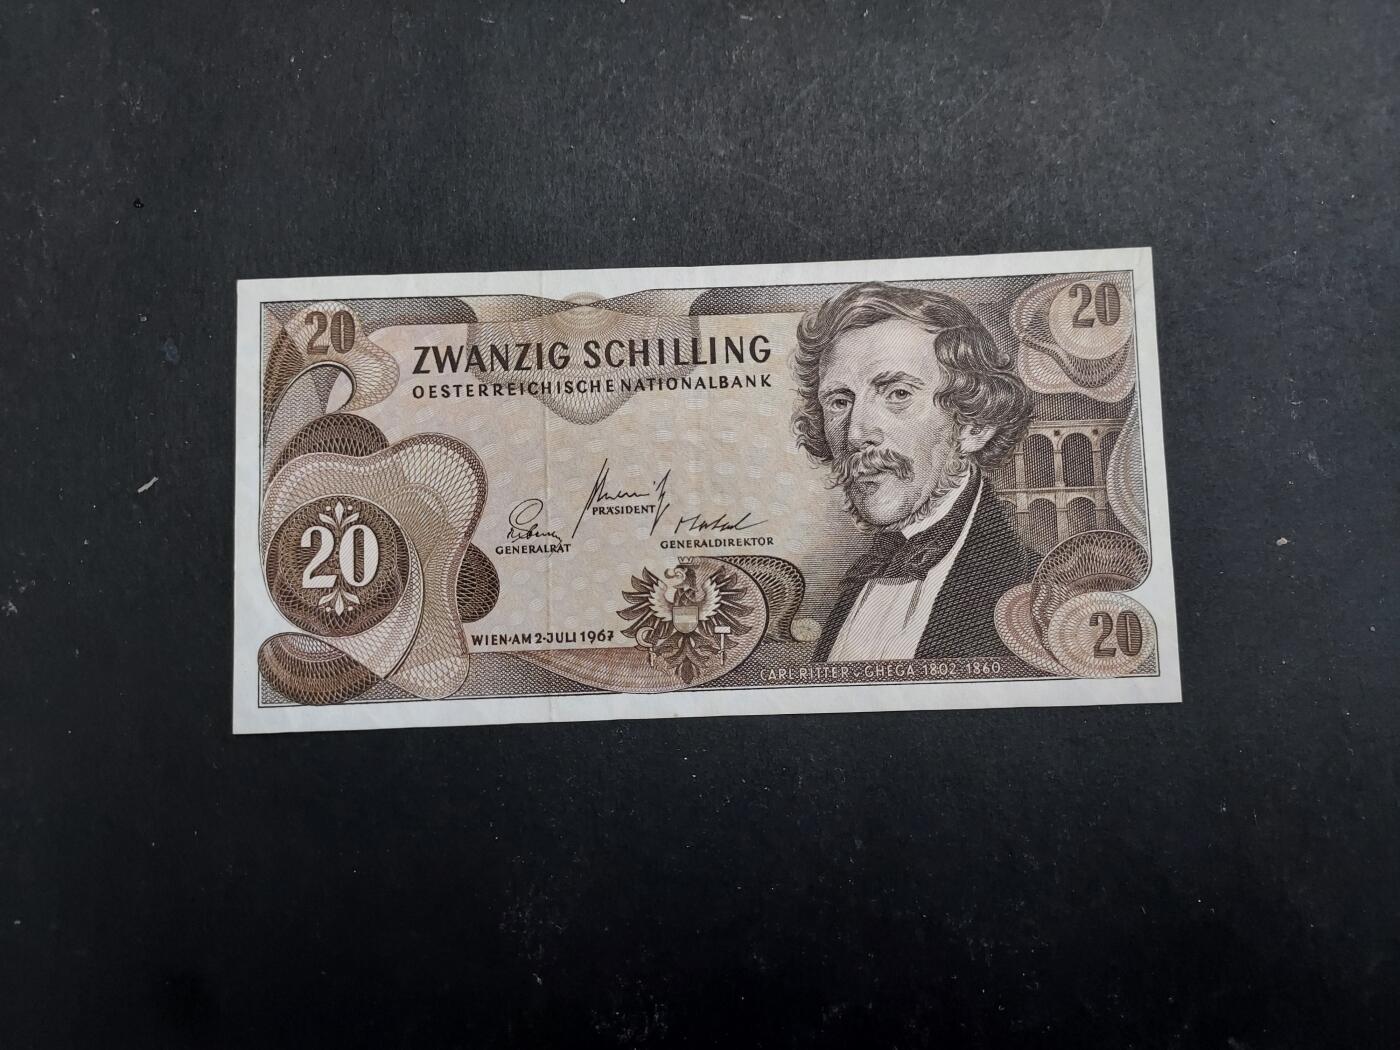 20
20
ZWANZIG SCHILLING
OESTERREICHISCHE NATIONALBANK
PRÄSIDENT
GENERALRAT
GENERALDIREKTOR
20
WIEN·AM 2·JULI 1967
20
CARL RITTER v. GHEGA 1802-1860